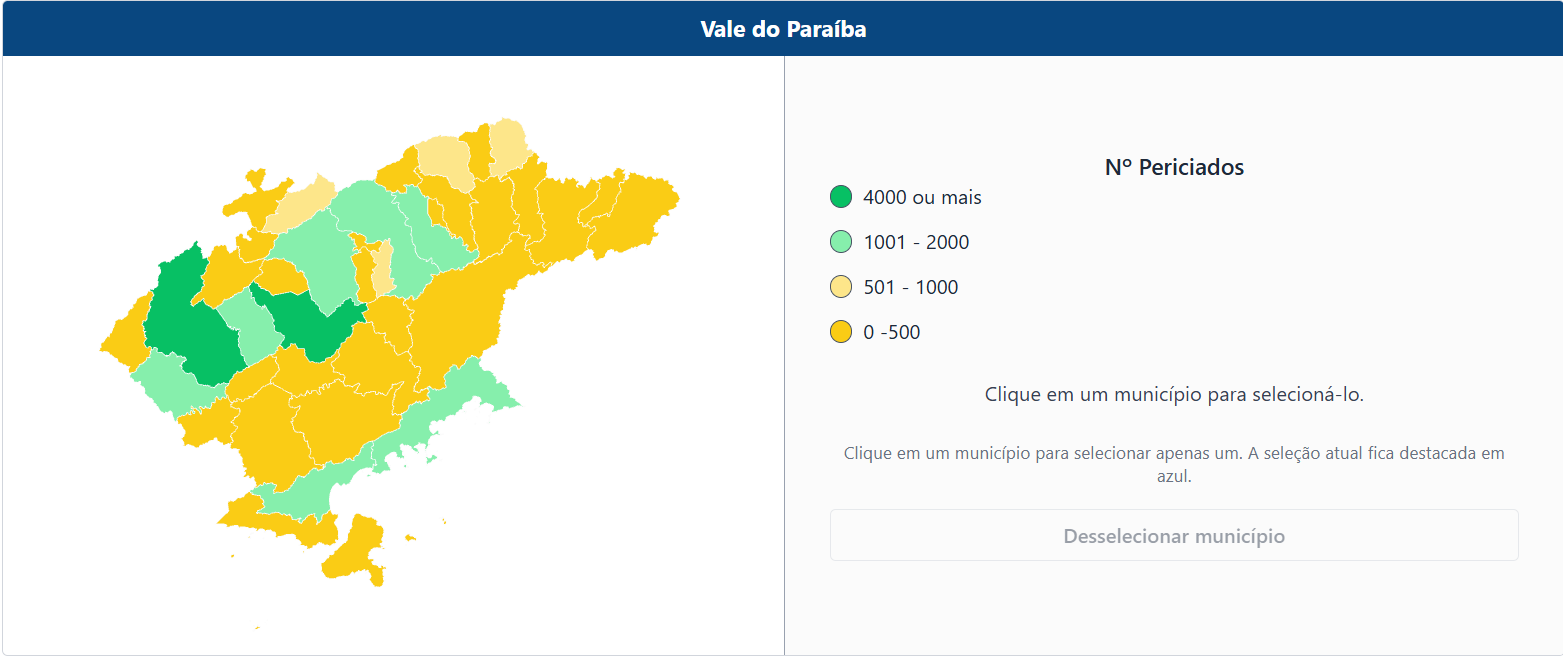 Vale do Paraíba
Nº Periciados
4000 ou mais
1001 - 2000
501 - 1000
0 -500
Clique em um município para selecioná-lo.
Clique em um município para selecionar apenas um. A seleção atual fica destacada em
azul.
Desselecionar município